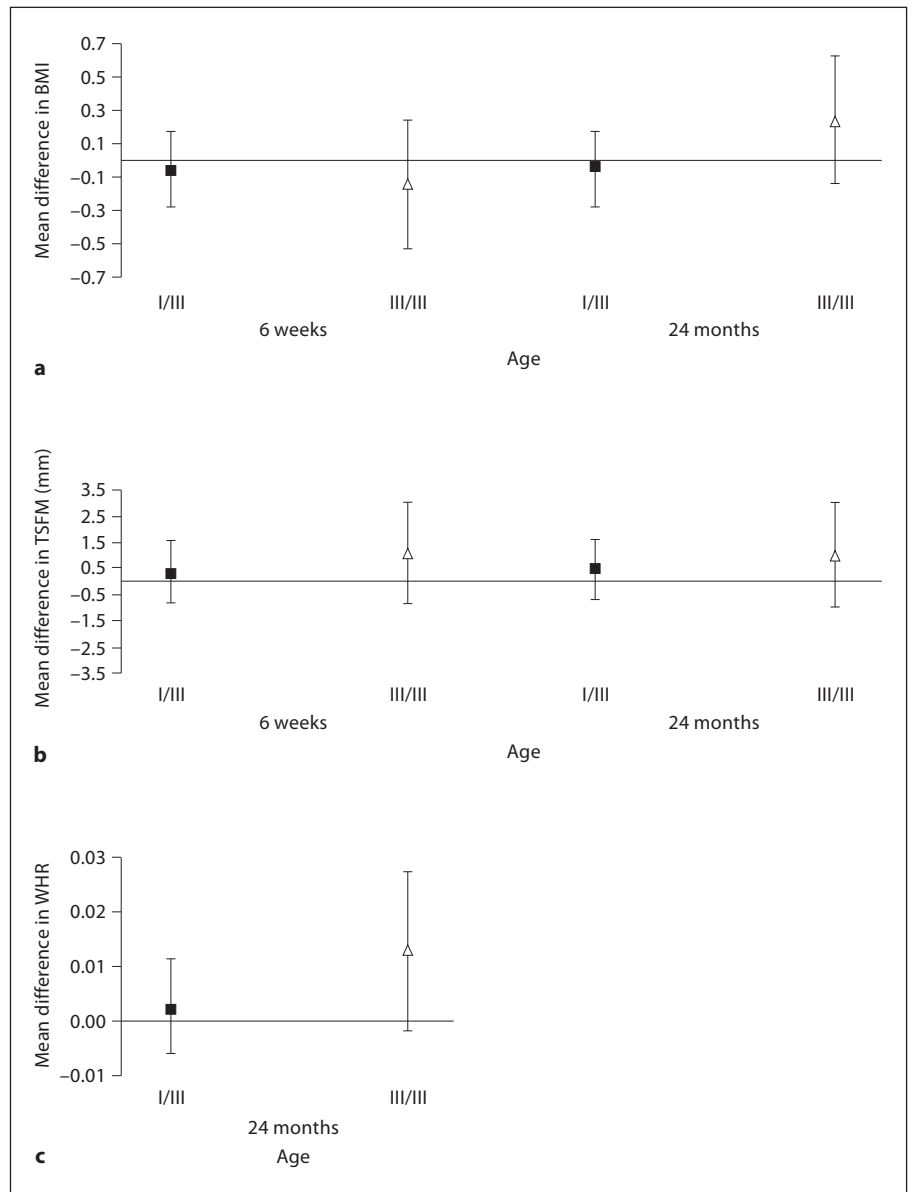 Mean difference in BMI
0.7
0.5
0.3
0.1
–0.1
–0.3
–0.5
–0.7
I/III III/III I/III III/III
6 weeks 24 months
Age
a
Mean difference in TSFM (mm)
3.5
2.5
1.5
0.5
–0.5
–1.5
–2.5
–3.5
I/III III/III I/III III/III
6 weeks 24 months
Age
b
Mean difference in WHR
0.03
0.02
0.01
0.00
–0.01
I/III III/III
24 months
Age
c